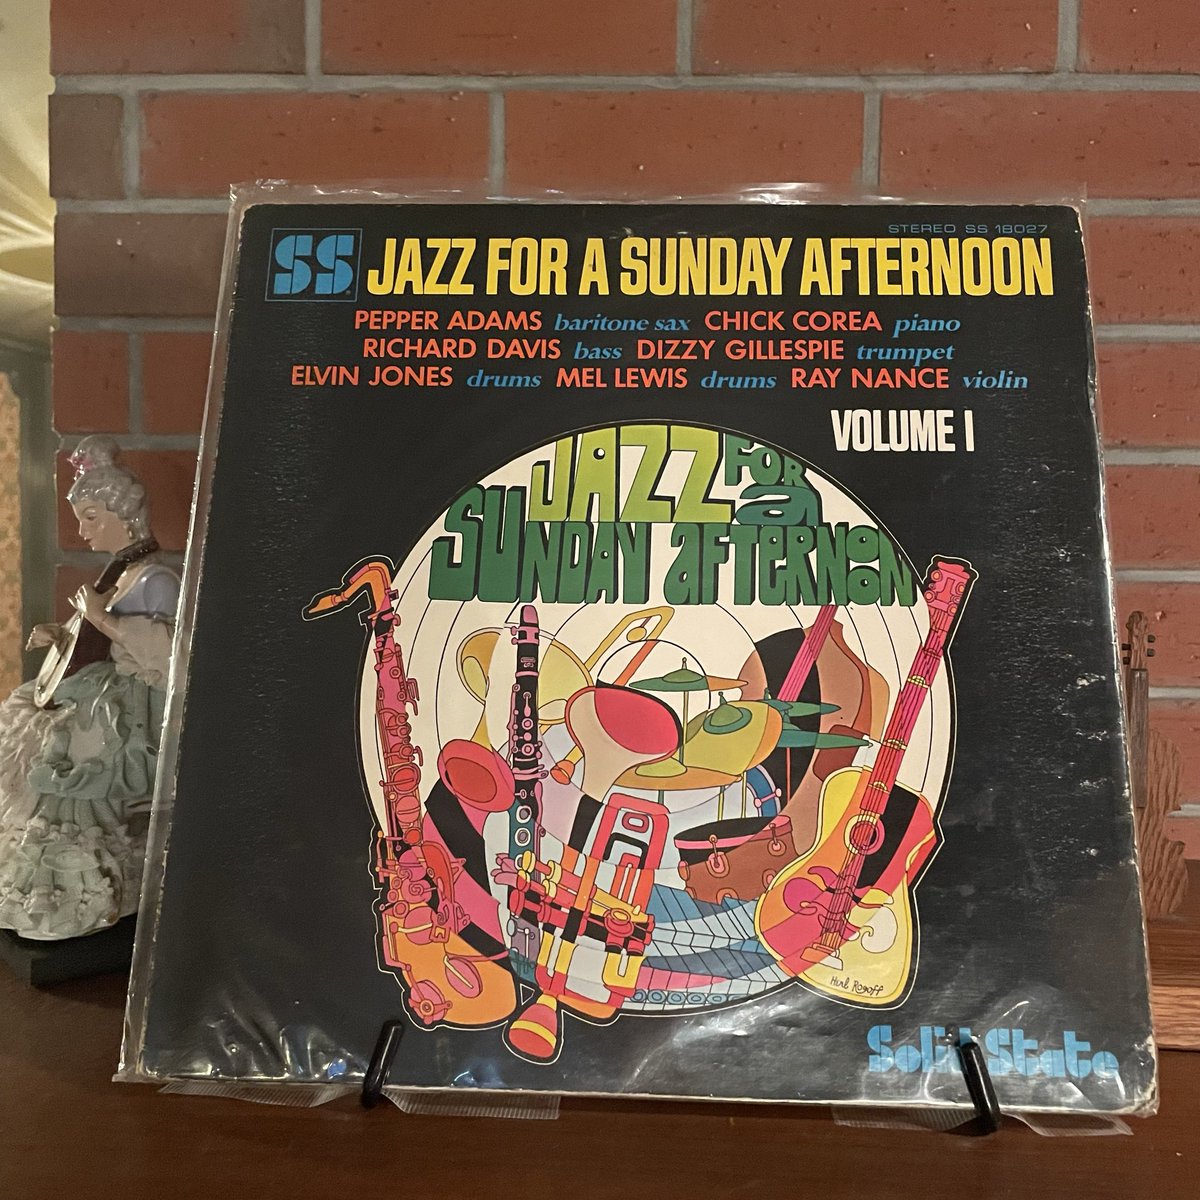 STEREO SS 18027
SS JAZZ FOR A SUNDAY AFTERNOON
PEPPER ADAMS baritone sax CHICK COREA piano
RICHARD DAVIS bass DIZZY GILLESPIE trumpet
ELVIN JONES drums MEL LEWIS drums RAY NANCE violin
VOLUME I
JAZZ FOR
a
SUNDAY aFTERNOON
Herb Rogoff
Solid State